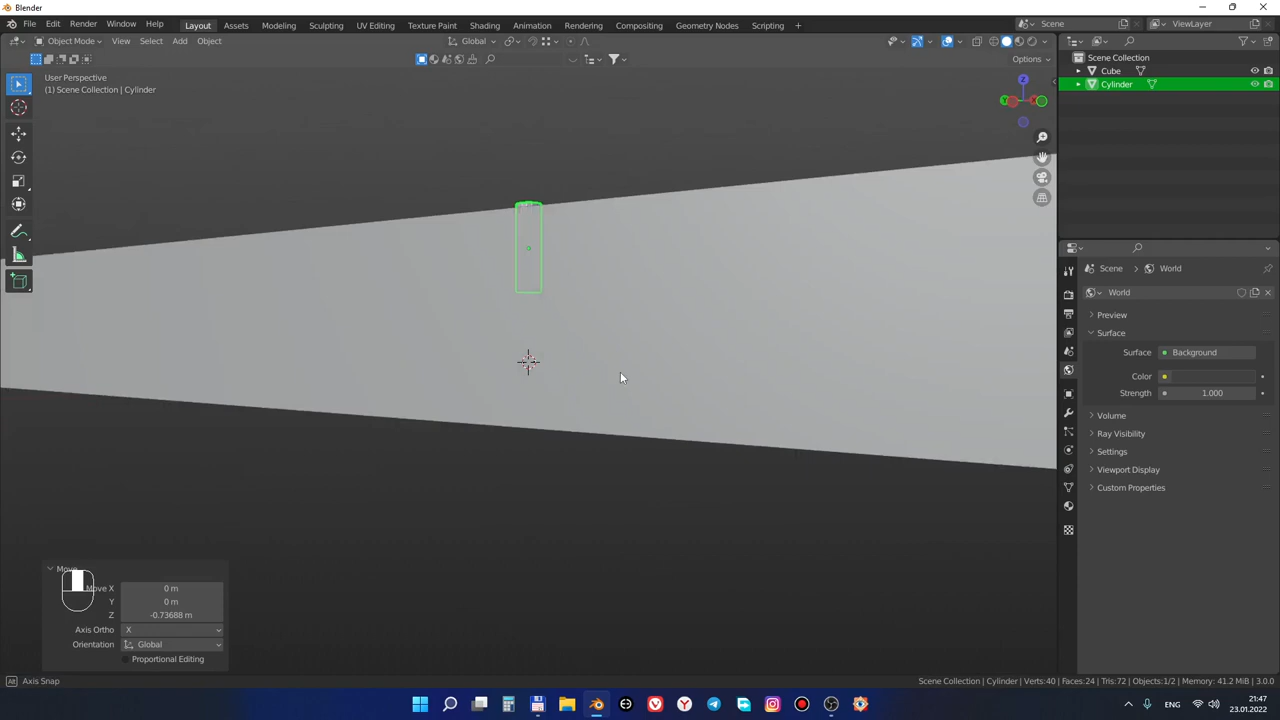 Blender
File Edit Render Window Help Layout Assets Modeling Sculpting UV Editing Texture Paint Shading Animation Rendering Compositing Geometry Nodes Scripting + Scene ViewLayer
Object Mode View Select Add Object Global
Options
User Perspective
(1) Scene Collection | Cylinder
Z
Y
X
Scene Collection
Cube
Cylinder
Scene World
World
Preview
Surface
Surface Background
Color
Strength 1.000
Volume
Ray Visibility
Settings
Viewport Display
Custom Properties
Move
Move X 0 m
Y 0 m
Z -0.73688 m
Axis Ortho X
Orientation Global
Proportional Editing
Alt Axis Snap Scene Collection | Cylinder | Verts:40 | Faces:24 | Tris:72 | Objects:1/2 | Memory: 41.2 MiB | 3.0.0
ENG 21:47
23.01.2022